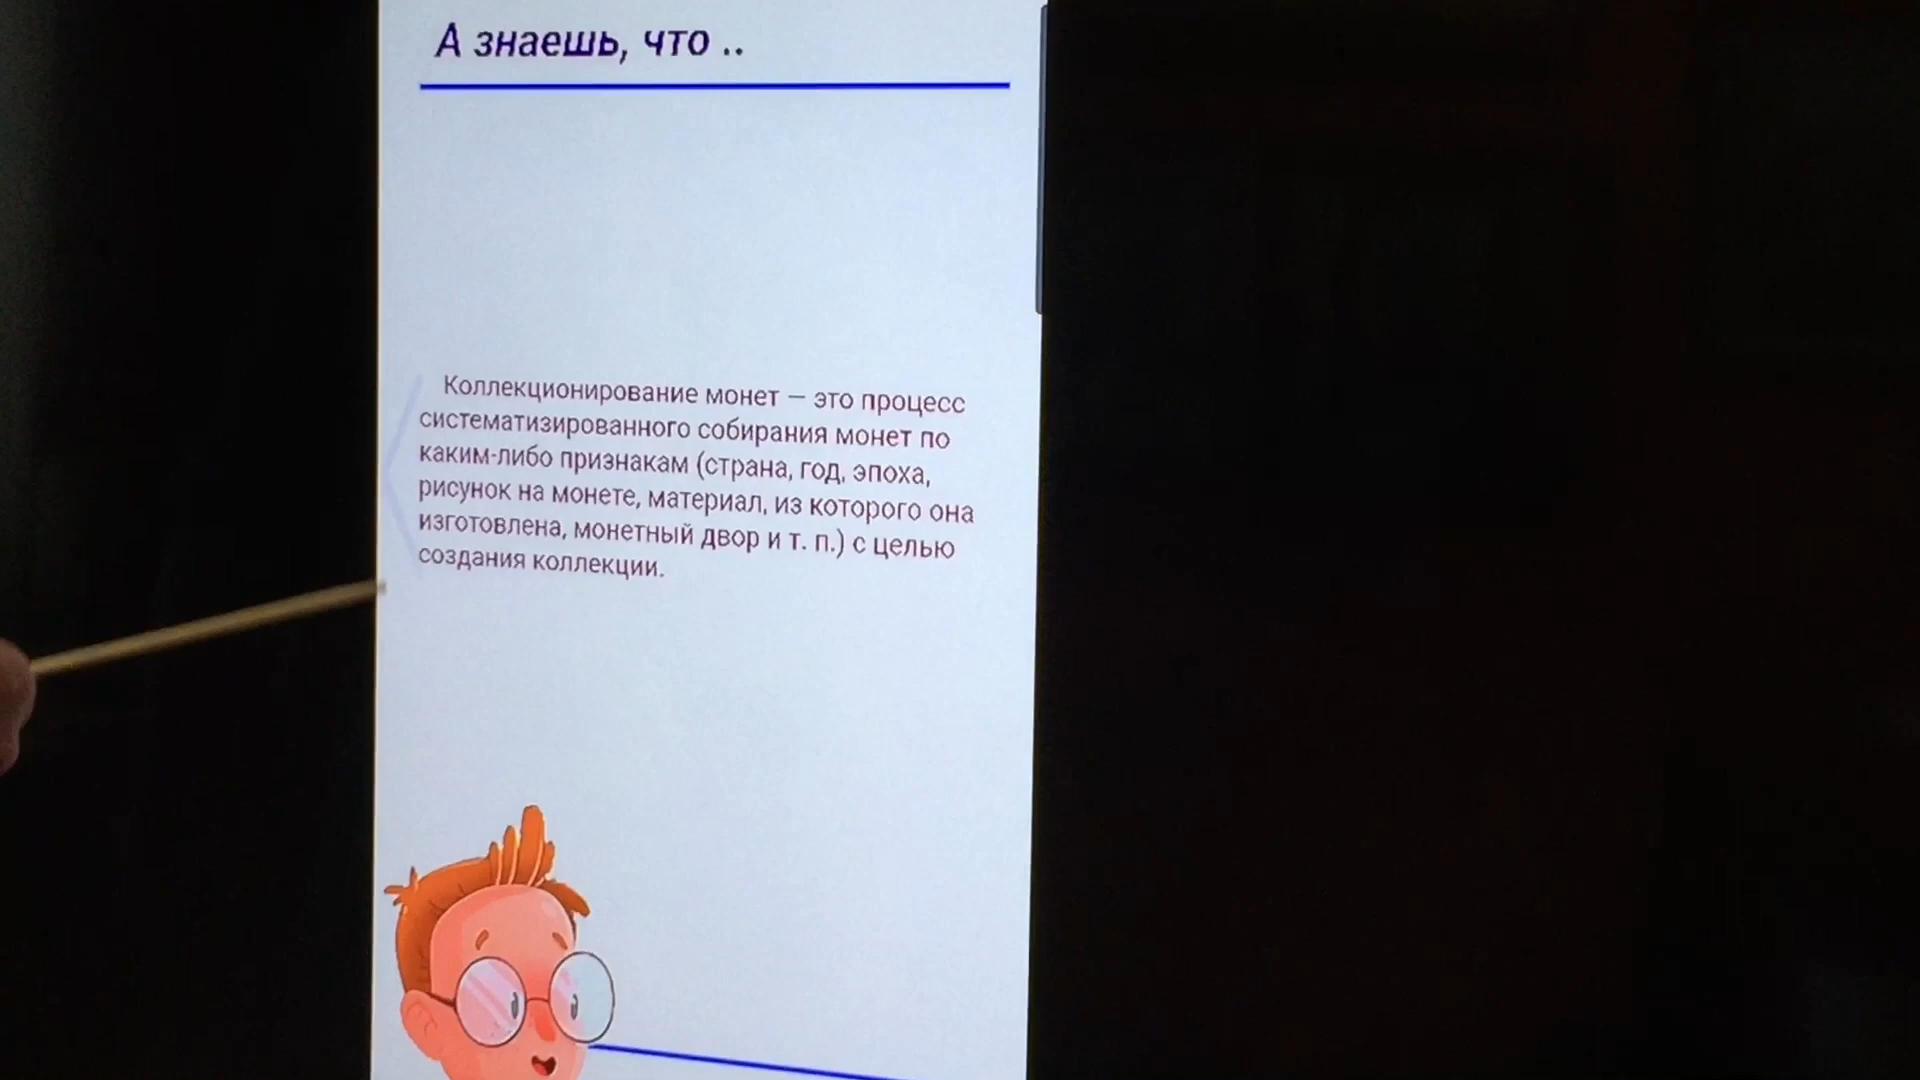 А знаешь, что ..
Коллекционирование монет — это процесс
систематизированного собирания монет по
каким-либо признакам (страна, год, эпоха,
рисунок на монете, материал, из которого она
изготовлена, монетный двор и т. п.) с целью
создания коллекции.